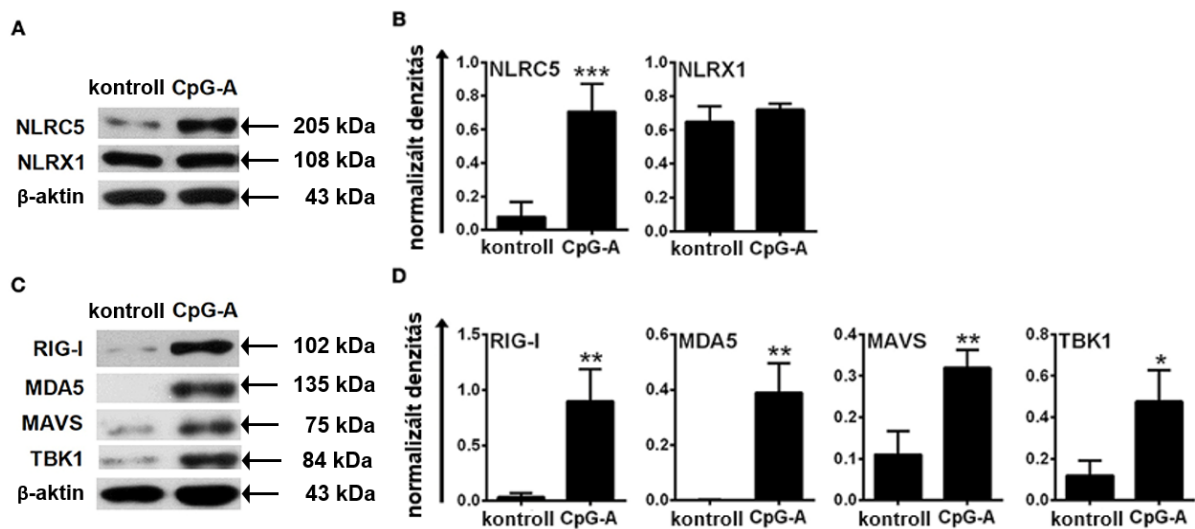 A
kontroll CpG-A
NLRC5 205 kDa
NLRX1 108 kDa
β-aktin 43 kDa
B
normalizált denzitás
NLRC5
***
1.0
0.8
0.6
0.4
0.2
0.0
kontroll CpG-A
NLRX1
1.0
0.8
0.6
0.4
0.2
0.0
kontroll CpG-A
C
kontroll CpG-A
RIG-I 102 kDa
MDA5 135 kDa
MAVS 75 kDa
TBK1 84 kDa
β-aktin 43 kDa
D
normalizált denzitás
RIG-I
**
1.5
1.0
0.5
0.0
kontroll CpG-A
MDA5
**
0.6
0.4
0.2
0.0
kontroll CpG-A
MAVS
**
0.4
0.3
0.2
0.1
0.0
kontroll CpG-A
TBK1
*
0.8
0.6
0.4
0.2
0.0
kontroll CpG-A